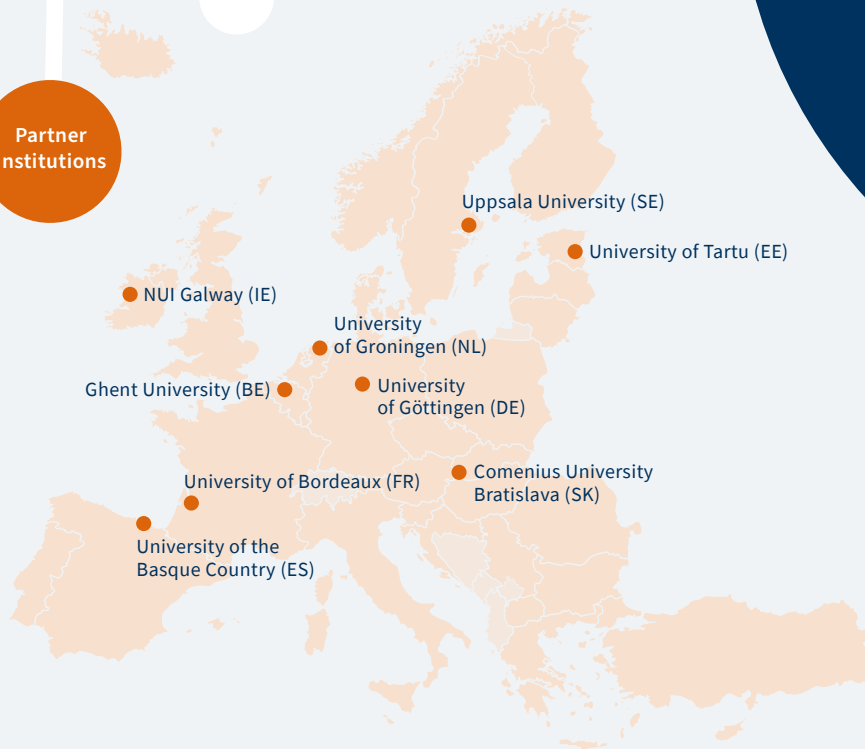 Partner
nstitutions
Uppsala University (SE)
University of Tartu (EE)
NUI Galway (IE)
University
of Groningen (NL)
Ghent University (BE)
University
of Göttingen (DE)
University of Bordeaux (FR)
Comenius University
Bratislava (SK)
University of the
Basque Country (ES)